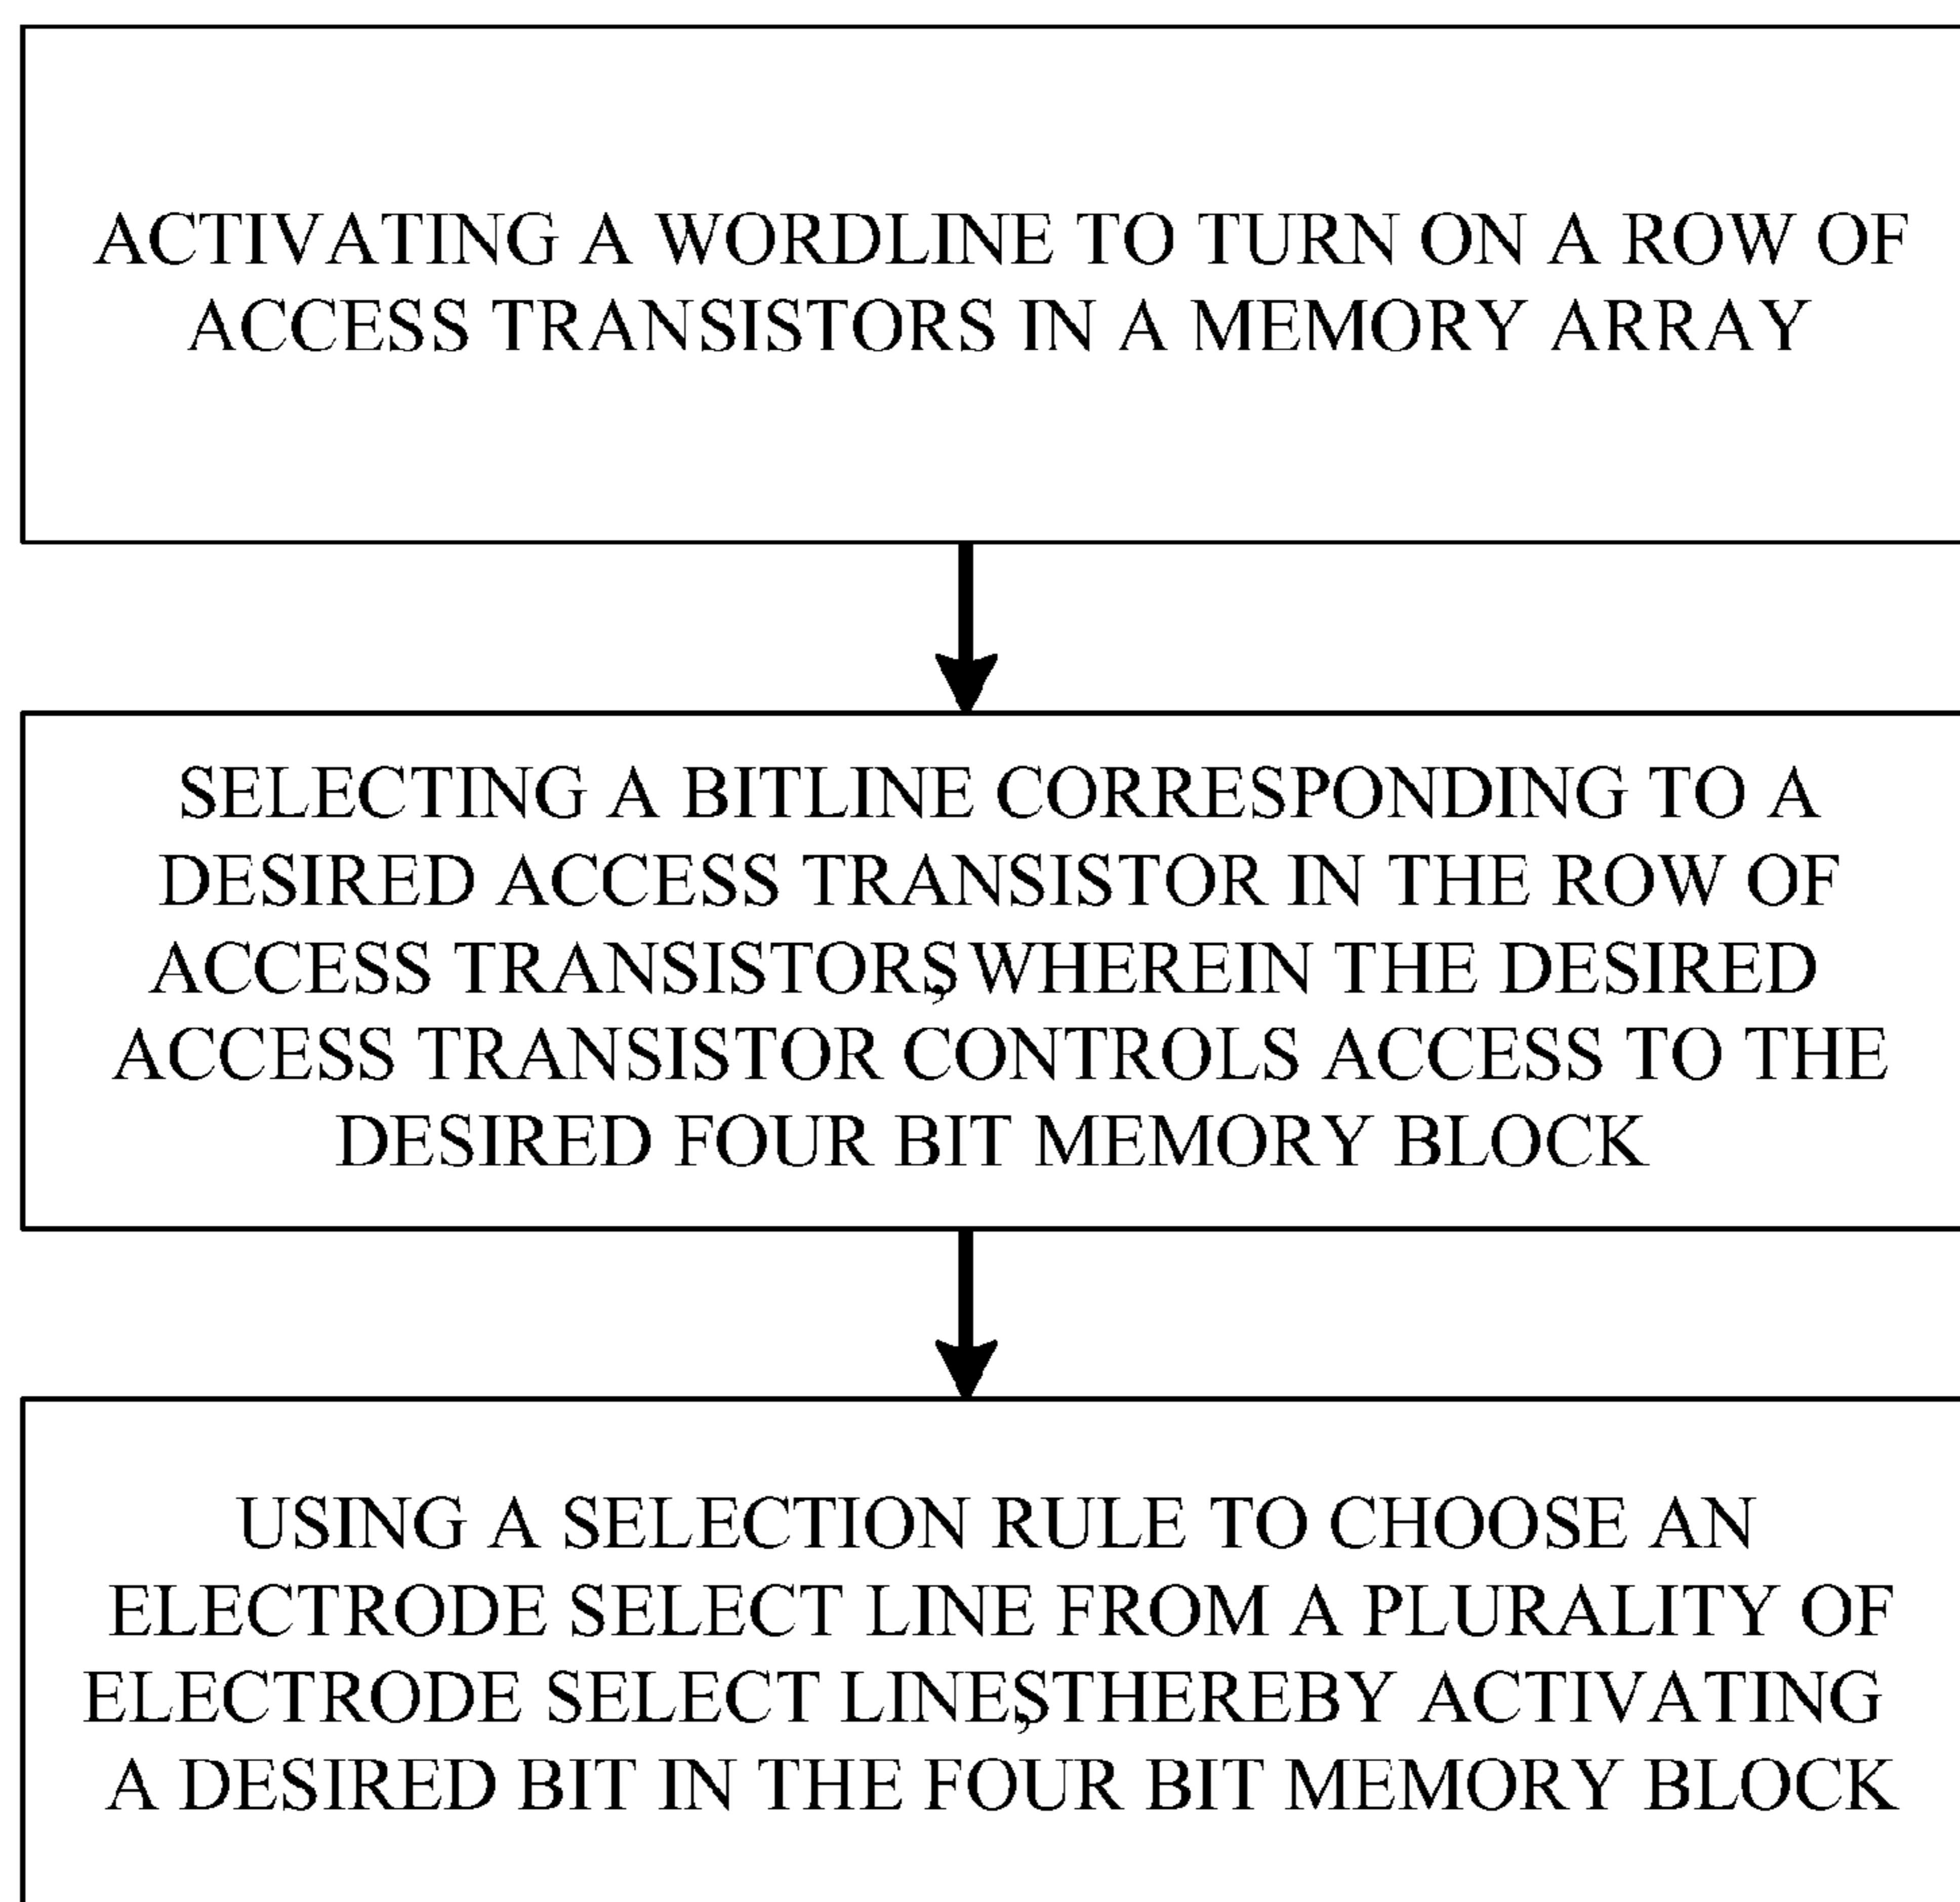 ACTIVATING A WORDLINE TO TURN ON A ROW OF
ACCESS TRANSISTORS IN A MEMORY ARRAY
SELECTING A BITLINE CORRESPONDING TO A
DESIRED ACCESS TRANSISTOR IN THE ROW OF
ACCESS TRANSISTORS, WHEREIN THE DESIRED
ACCESS TRANSISTOR CONTROLS ACCESS TO THE
DESIRED FOUR BIT MEMORY BLOCK
USING A SELECTION RULE TO CHOOSE AN
ELECTRODE SELECT LINE FROM A PLURALITY OF
ELECTRODE SELECT LINES, THEREBY ACTIVATING
A DESIRED BIT IN THE FOUR BIT MEMORY BLOCK